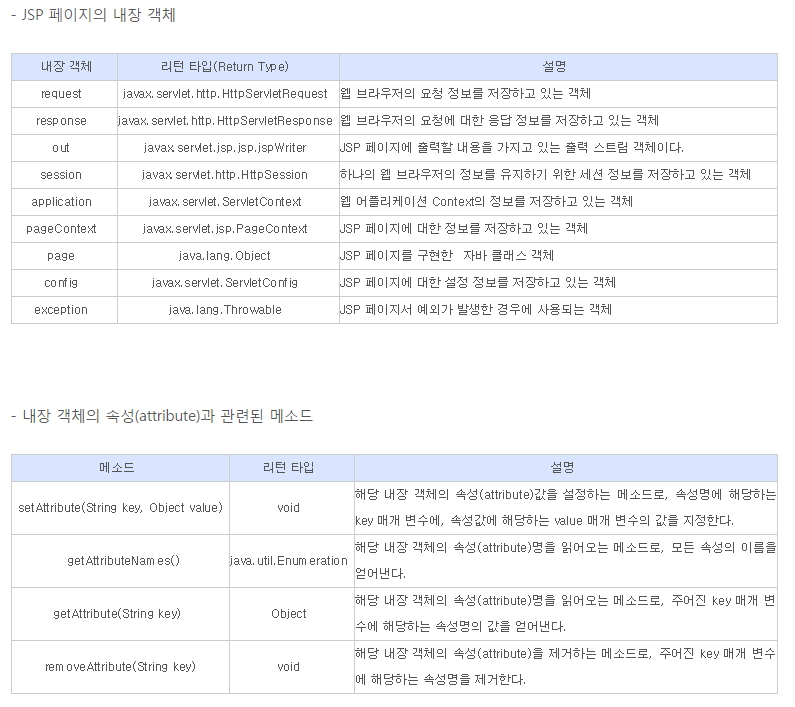 - JSP 페이지의 내장 객체
내장 객체 리턴 타입(Return Type) 설명
request javax.servlet.http.HttpServletRequest 웹 브라우저의 요청 정보를 저장하고 있는 객체
response javax.servlet.http.HttpServletResponse 웹 브라우저의 요청에 대한 응답 정보를 저장하고 있는 객체
out javax.servlet.jsp.jsp.jspWriter JSP 페이지에 출력할 내용을 가지고 있는 출력 스트림 객체이다.
session javax.servlet.http.HttpSession 하나의 웹 브라우저의 정보를 유지하기 위한 세션 정보를 저장하고 있는 객체
application javax.servlet.ServletContext 웹 어플리케이션 Context의 정보를 저장하고 있는 객체
pageContext javax.servlet.jsp.PageContext JSP 페이지에 대한 정보를 저장하고 있는 객체
page java.lang.Object JSP 페이지를 구현한 자바 클래스 객체
config javax.servlet.ServletConfig JSP 페이지에 대한 설정 정보를 저장하고 있는 객체
exception java.lang.Throwable JSP 페이지서 예외가 발생한 경우에 사용되는 객체
- 내장 객체의 속성(attribute)과 관련된 메소드
메소드 리턴 타입 설명
setAttribute(String key, Object value) void 해당 내장 객체의 속성(attribute)값을 설정하는 메소드로, 속성명에 해당하는
key 매개 변수에, 속성값에 해당하는 value 매개 변수의 값을 지정한다.
getAttributeNames() java.util.Enumeration 해당 내장 객체의 속성(attribute)명을 읽어오는 메소드로, 모든 속성의 이름을
얻어낸다.
getAttribute(String key) Object 해당 내장 객체의 속성(attribute)명을 읽어오는 메소드로, 주어진 key 매개 변
수에 해당하는 속성명의 값을 얻어낸다.
removeAttribute(String key) void 해당 내장 객체의 속성(attribute)을 제거하는 메소드로, 주어진 key 매개 변수
에 해당하는 속성명을 제거한다.